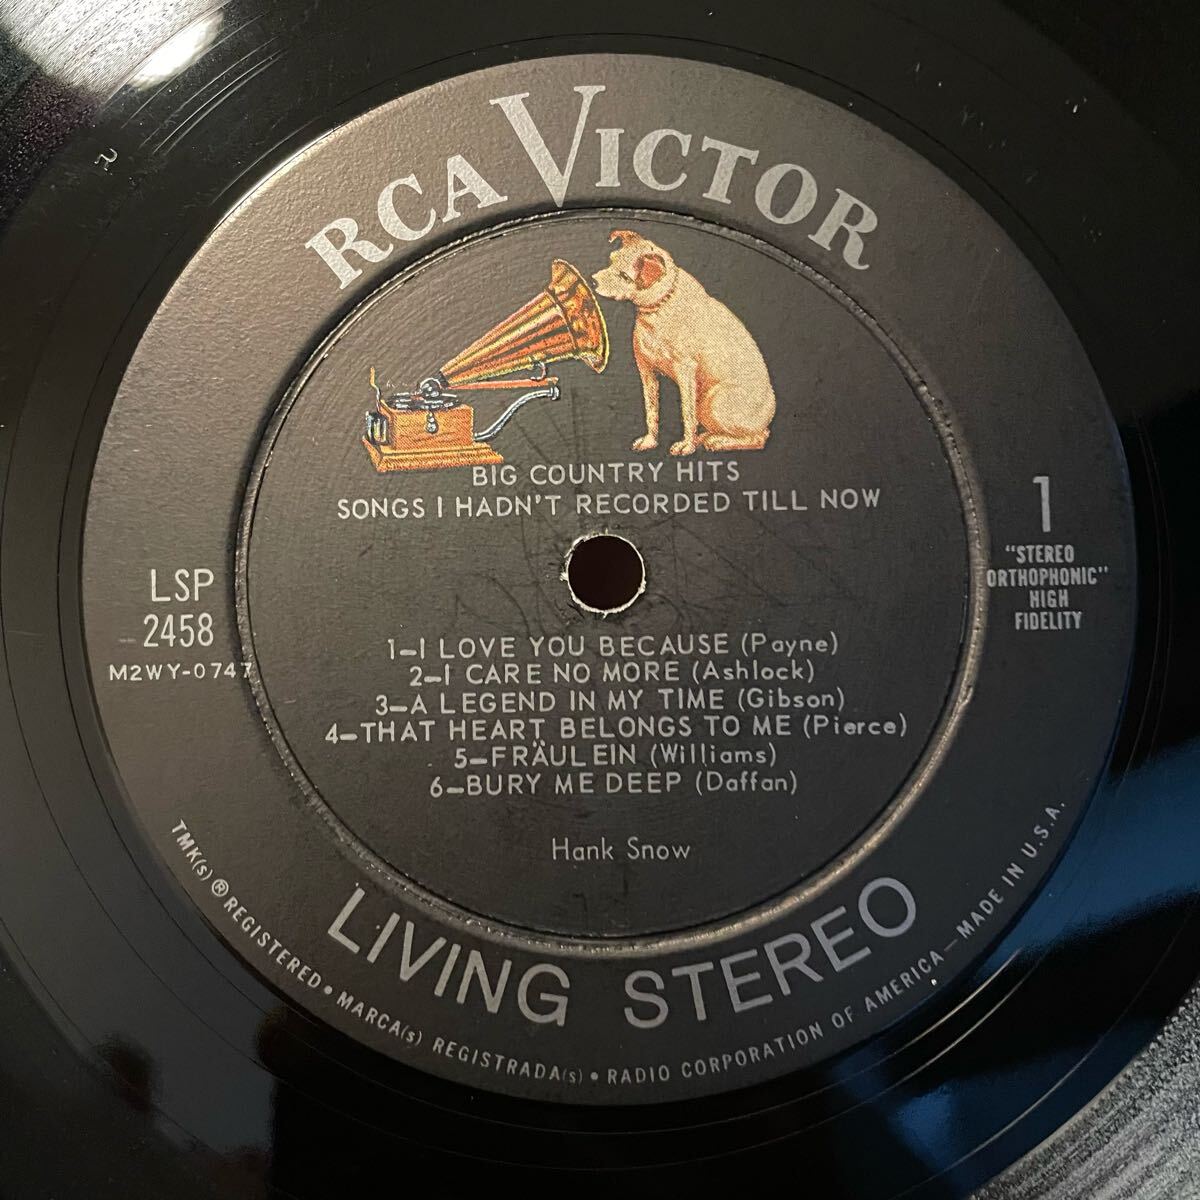 RCA VICTOR
BIG COUNTRY HITS
SONGS I HADN'T RECORDED TILL NOW
LSP
2458
M2WY-0747
1
"STEREO
ORTHOPHONIC"
HIGH
FIDELITY
1–I LOVE YOU BECAUSE (Payne)
2–I CARE NO MORE (Ashlock)
3–A LEGEND IN MY TIME (Gibson)
4–THAT HEART BELONGS TO ME (Pierce)
5–FRÄULEIN (Williams)
6–BURY ME DEEP (Daffan)
Hank Snow
LIVING STEREO
TMK(s) ® REGISTERED • MARCA(s) REGISTRADA(s) • RADIO CORPORATION OF AMERICA — MADE IN U.S.A.